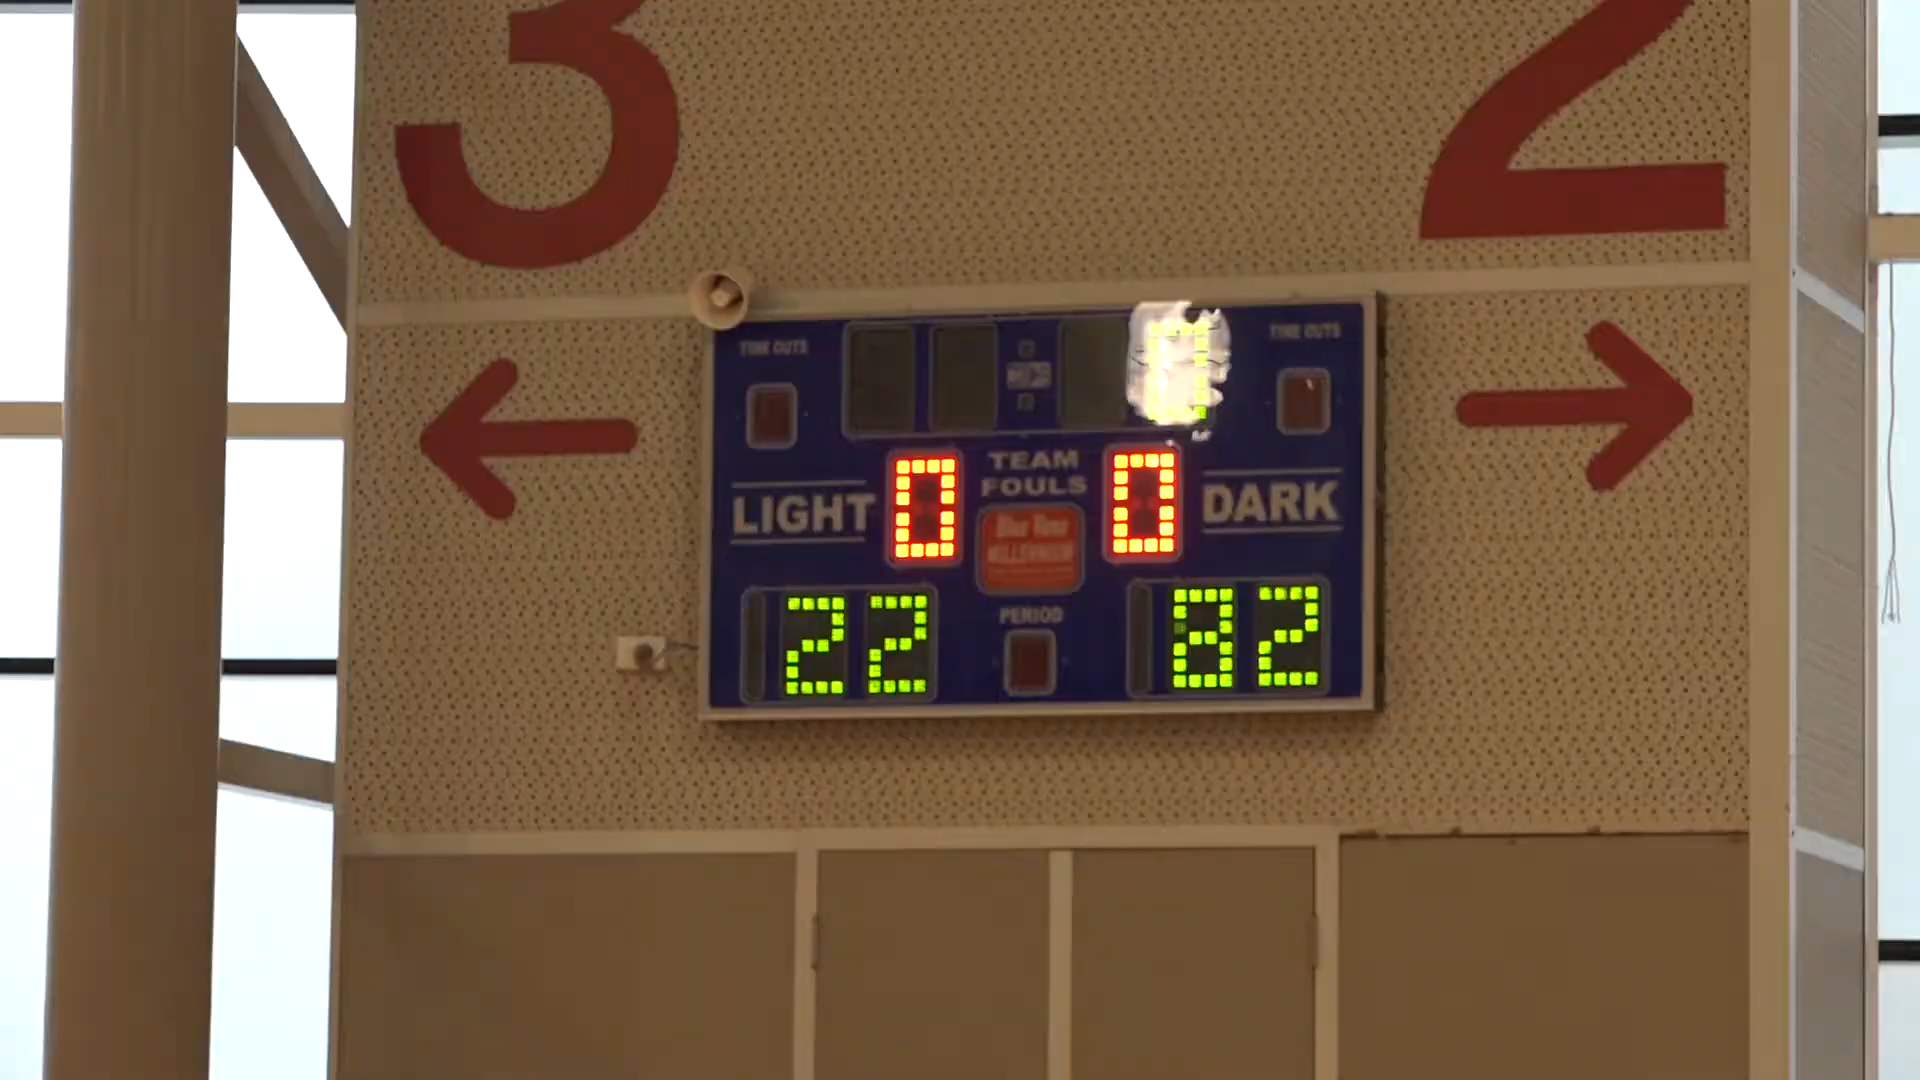 3
2
TIME OUTS
TIME OUTS
TEAM
FOULS
LIGHT
0
0
DARK
PERIOD
22
82